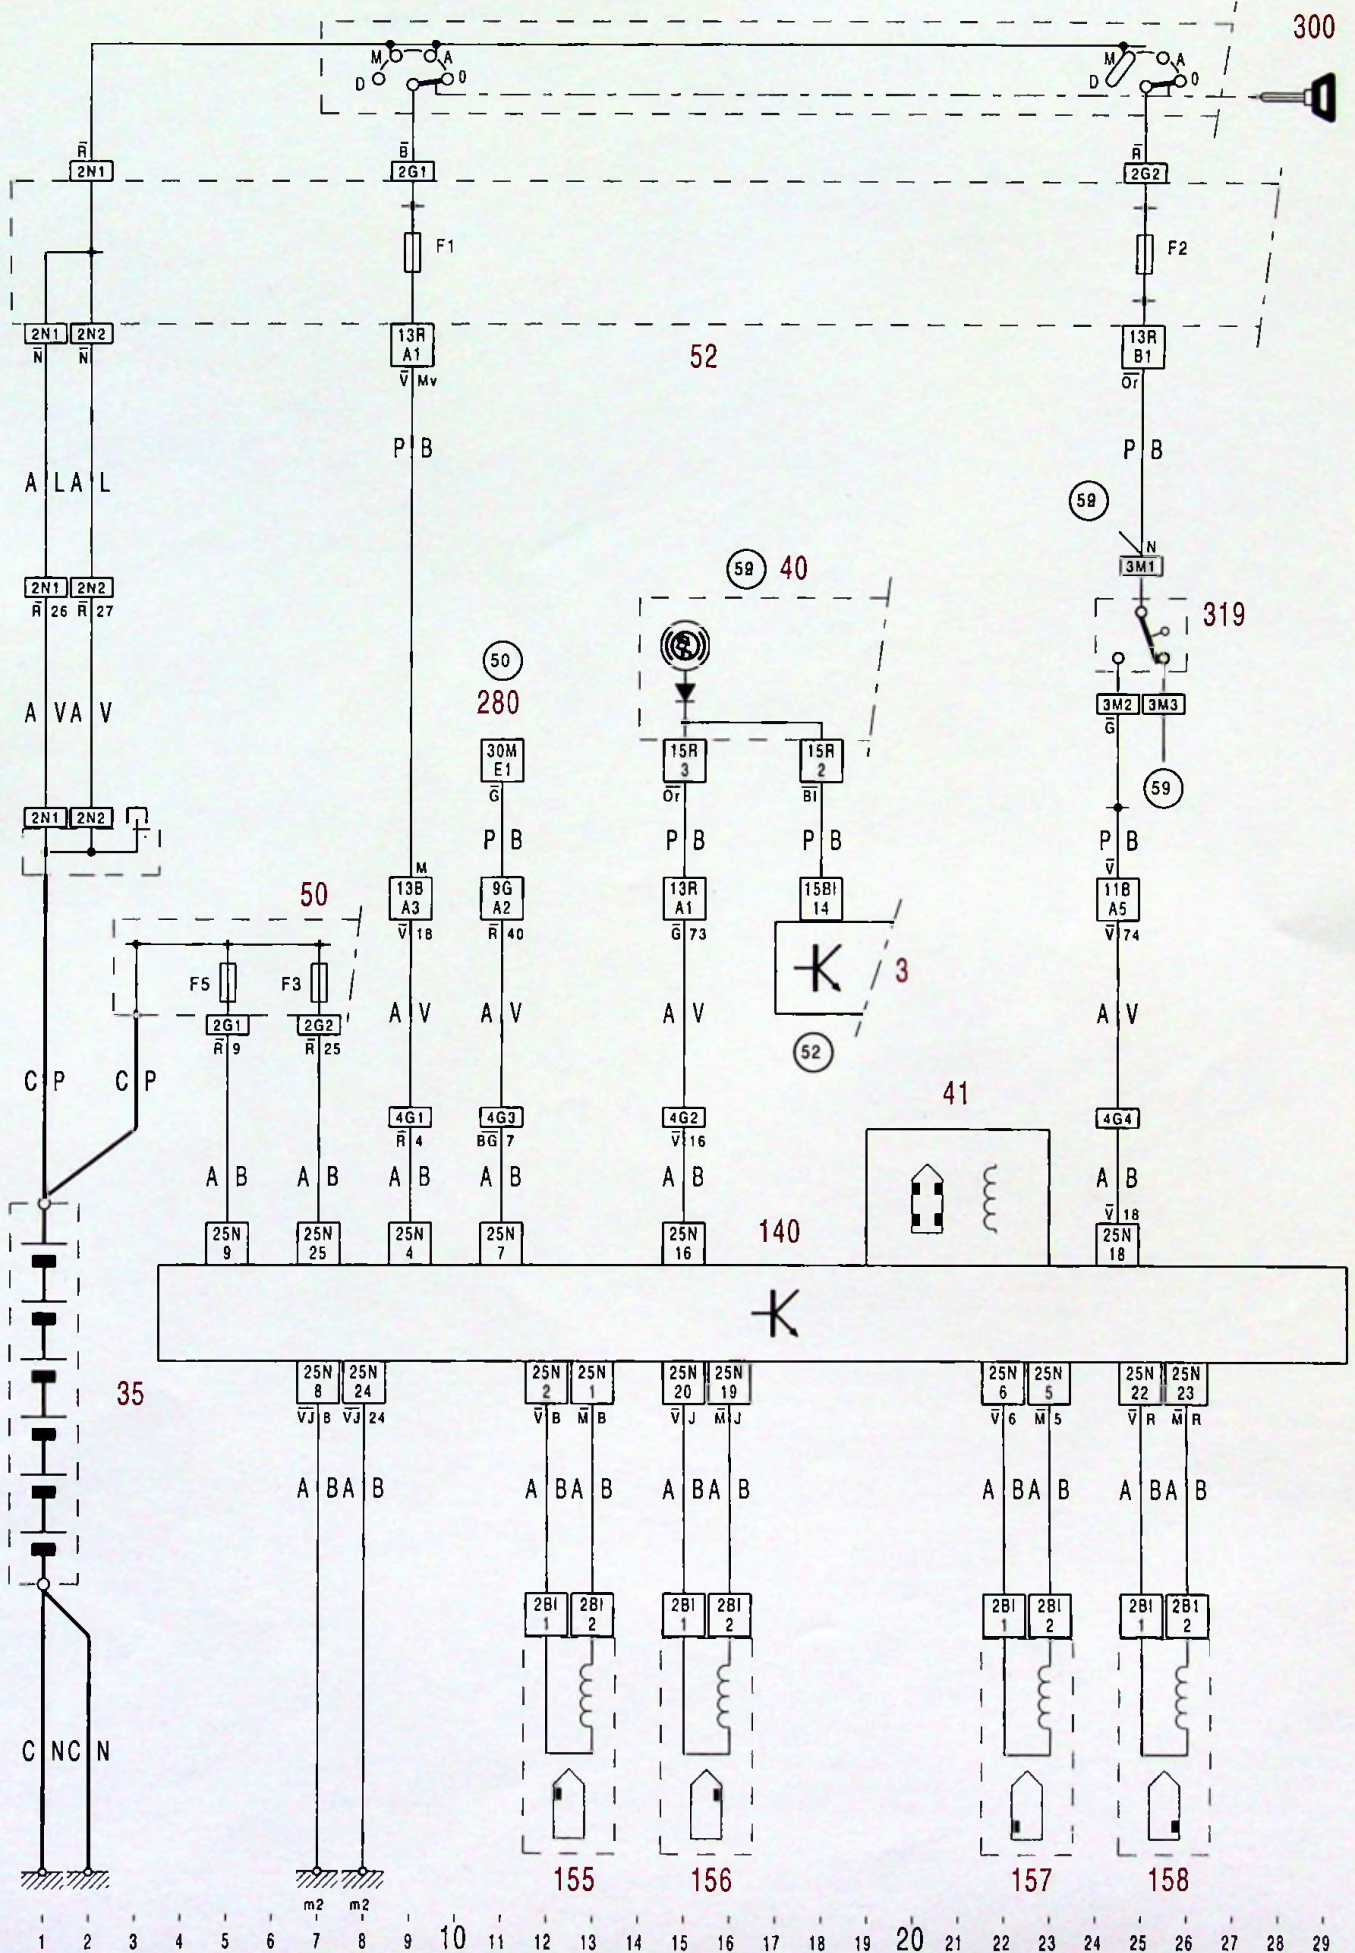 300
M A M A
D 0 D 0
R̅ B̅ R̅
2N1 2G1 2G2
F1 F2
2N1 2N2 13R A1 13R B1
N̅ N̅ V̅ Mv 52 O̅r̅
P B P B
A L A L
59
N
59 40 3M1
2N1 2N2
R̅ 26 R̅ 27 319
50
280
A V A V 3M2 3M3
G̅
30M E1 15R 3 15R 2
G̅ O̅r̅ B̅l̅ 59
2N1 2N2
P B P B P B P B
M V̅
50 13B A3 9G A2 13R A1 15Bl 14 11B A5
V̅ 18 R̅ 40 G̅ 73 V̅ 74
3
F5 F3
A V A V A V A V
2G1 2G2
R̅ 9 R̅ 25 52
C P C P
41
4G1 4G3 4G2 4G4
R̅ 4 B̅G̅ 7 V̅ 16
A B A B A B A B A B A B
V̅ 18
25N 9 25N 25 25N 4 25N 7 25N 16 140 25N 18
35
25N 8 25N 24 25N 2 25N 1 25N 20 25N 19 25N 6 25N 5 25N 22 25N 23
V̅J̅ 8 V̅J̅ 24 V̅ B M̅ B V̅ J M̅ J V̅ 6 M̅ 5 V̅ R M̅ R
A B A B A B A B A B A B A B A B A B A B
2Bl 1 2Bl 2 2Bl 1 2Bl 2 2Bl 1 2Bl 2 2Bl 1 2Bl 2
C N C N
155 156 157 158
m2 m2
1 2 3 4 5 6 7 8 9 10 11 12 13 14 15 16 17 18 19 20 21 22 23 24 25 26 27 28 29